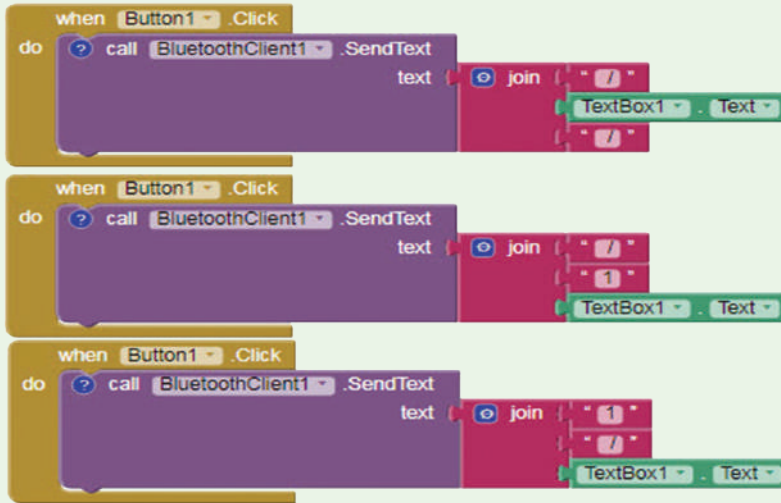 when Button1 .Click
do ? call BluetoothClient1 .SendText
text join " / "
TextBox1 . Text
" / "
when Button1 .Click
do ? call BluetoothClient1 .SendText
text join " / "
" 1 "
TextBox1 . Text
when Button1 .Click
do ? call BluetoothClient1 .SendText
text join " 1 "
" / "
TextBox1 . Text